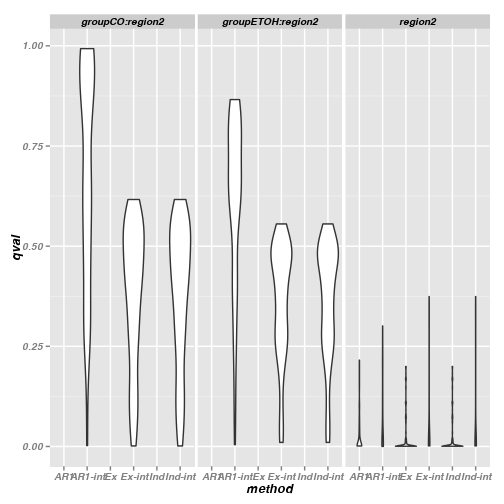 groupCO:region2 groupETOH:region2 region2
1.00
0.75
0.50
0.25
0.00
qval
AR1 AR1-int Ex Ex-int Ind Ind-int AR1 AR1-int Ex Ex-int Ind Ind-int AR1 AR1-int Ex Ex-int Ind Ind-int
method